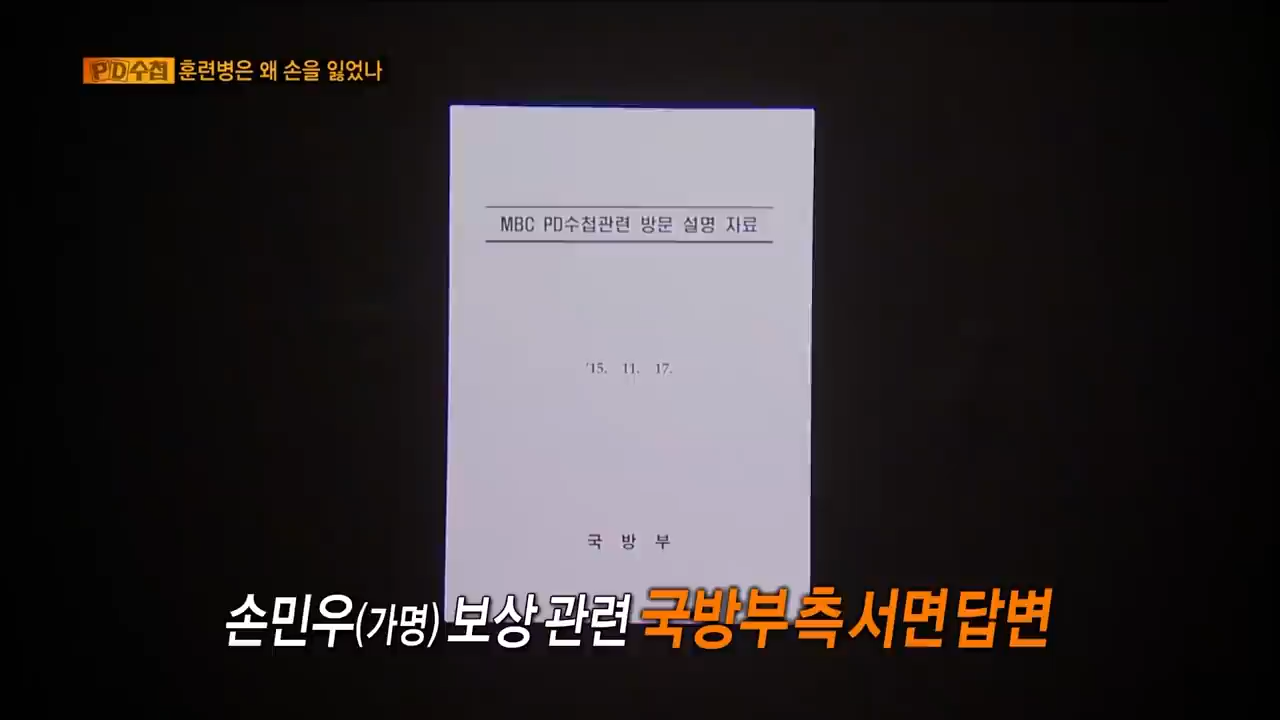 PD수첩 훈련병은 왜 손을 잃었나
MBC PD수첩관련 방문 설명 자료
'15. 11. 17.
국 방 부
손민우(가명) 보상 관련 국방부 측 서면 답변